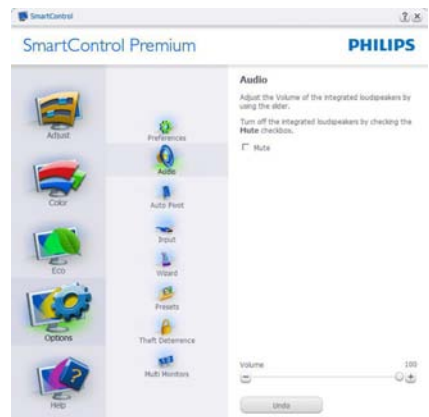 SmartControl
SmartControl Premium
PHILIPS
Adjust
Color
Eco
Options
Help
Preferences
Audio
Auto Pivot
Input
Wizard
Presets
Theft Deterrence
Multi Monitors
Audio
Adjust the Volume of the integrated loudspeakers by
using the slider.
Turn off the integrated loudspeakers by checking the
Mute checkbox.
Mute
Volume 100
Undo